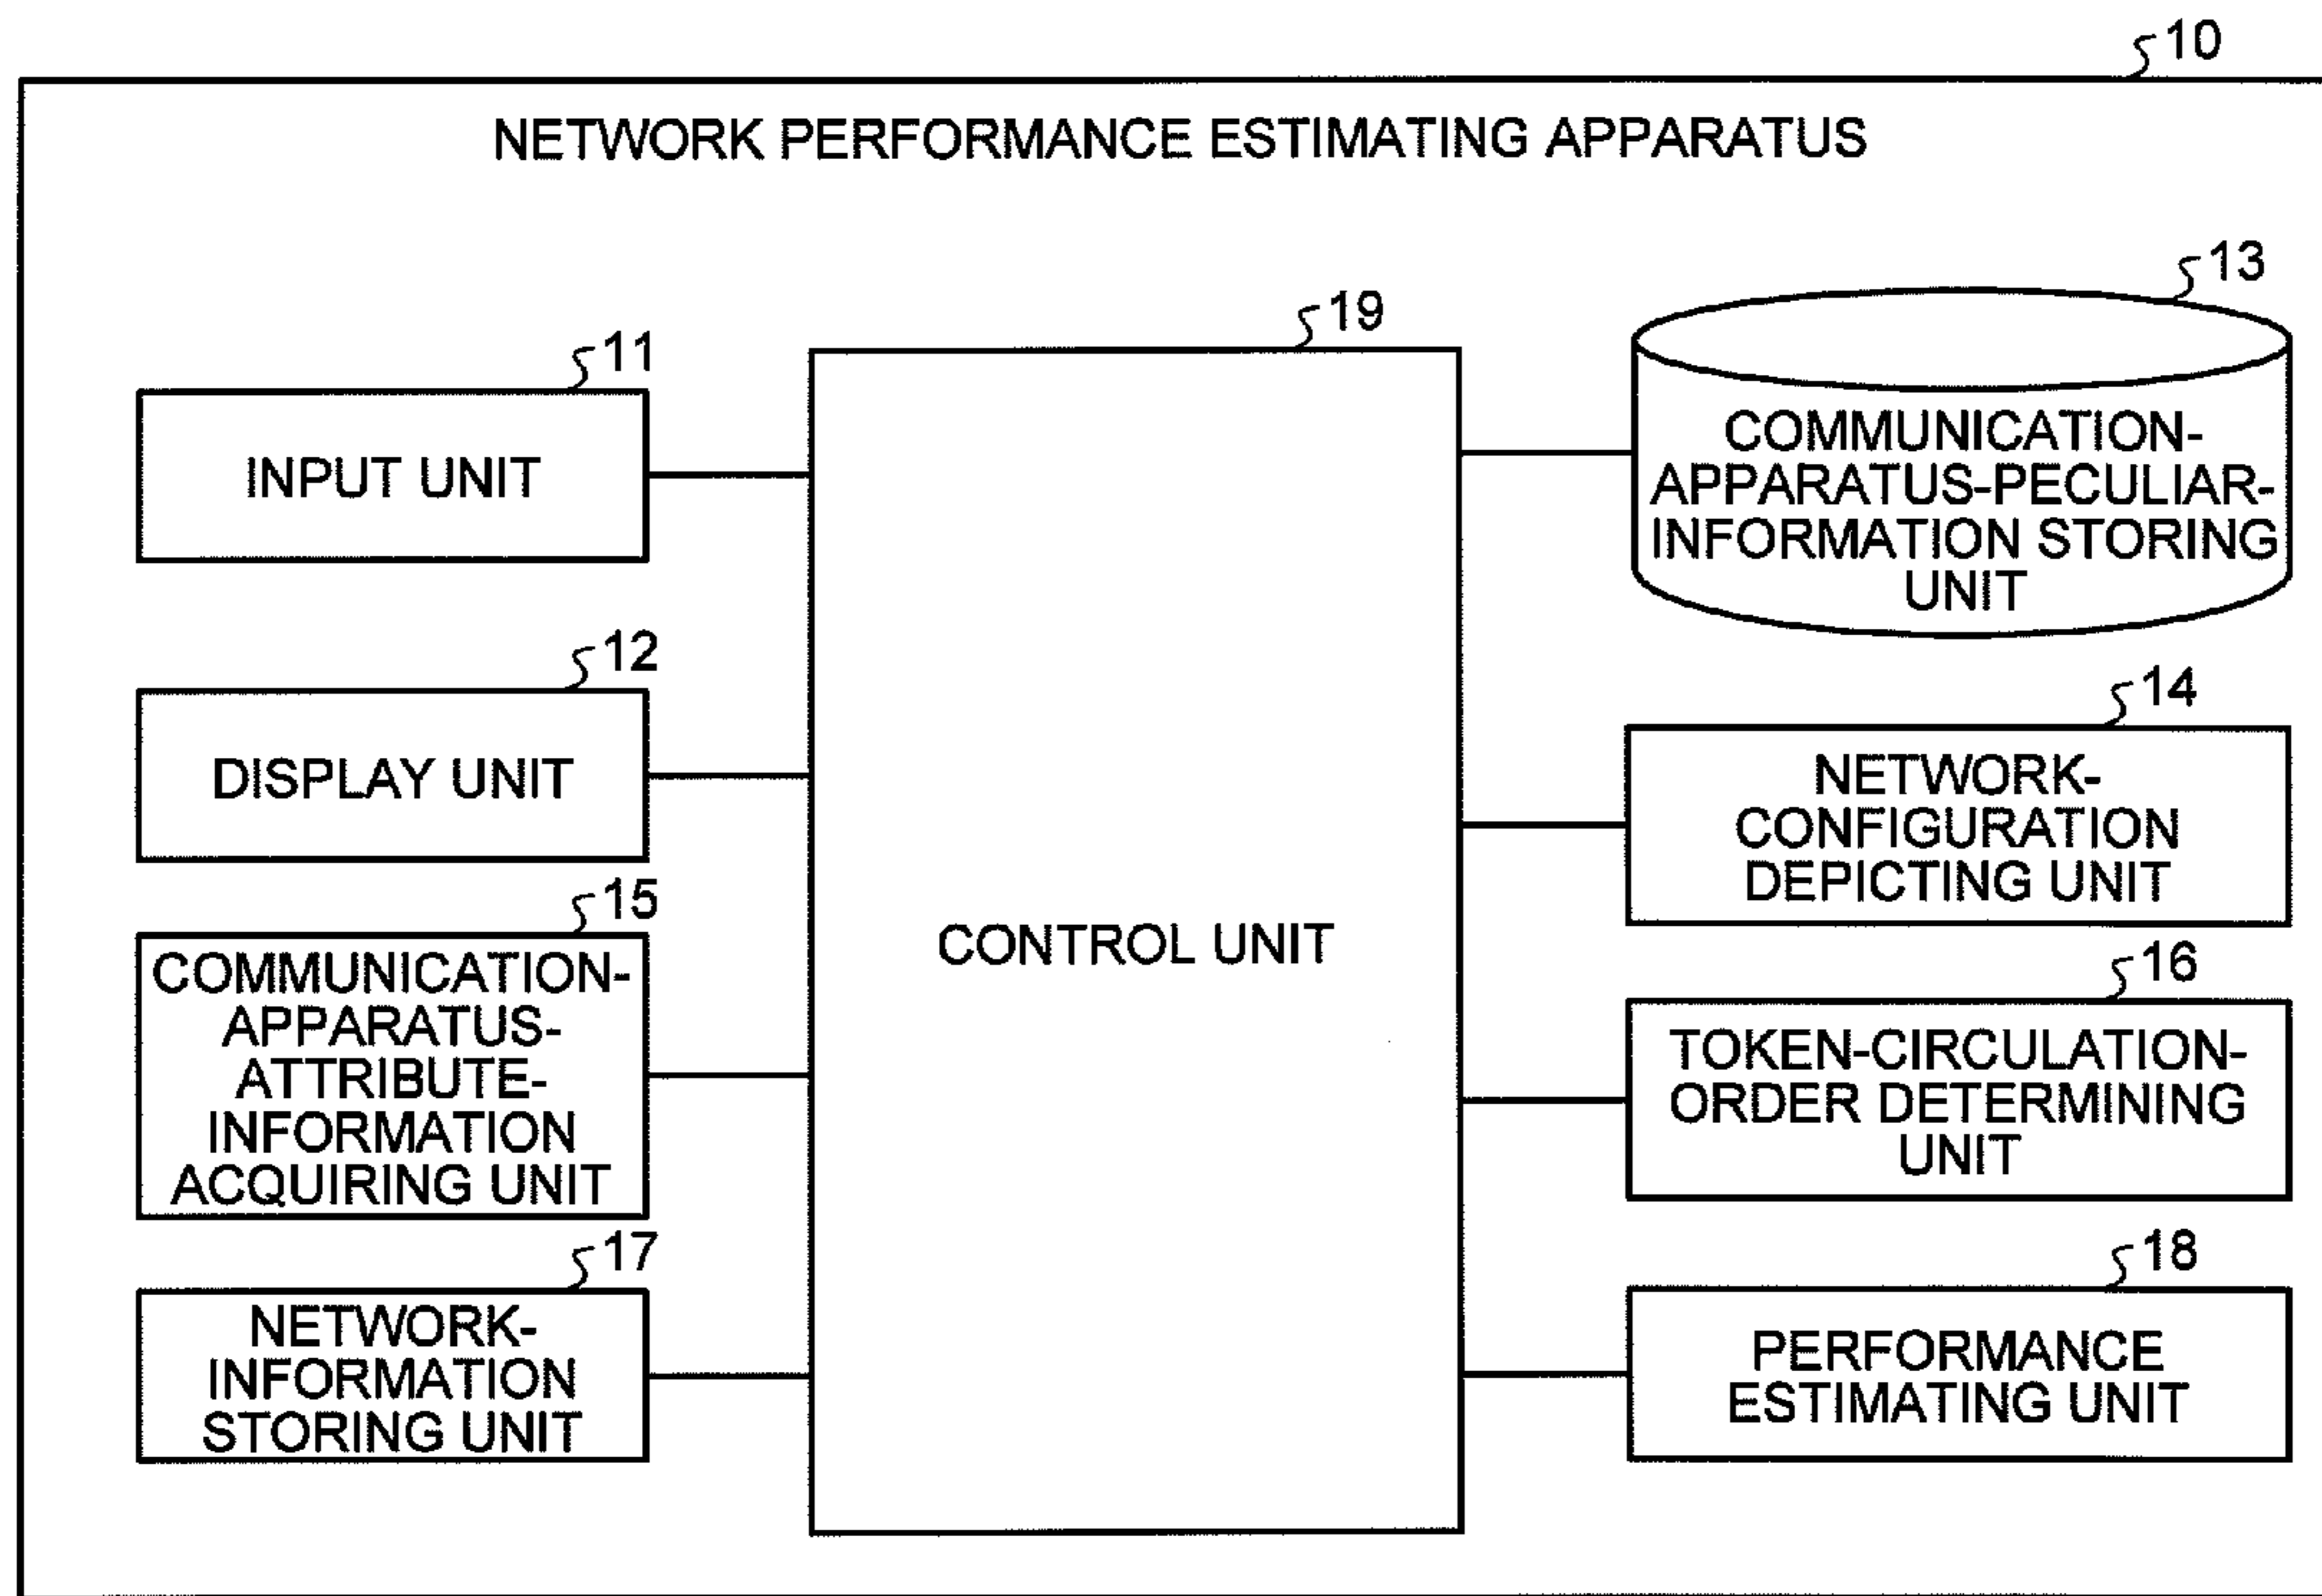 10
NETWORK PERFORMANCE ESTIMATING APPARATUS
11
INPUT UNIT
12
DISPLAY UNIT
15
COMMUNICATION-
APPARATUS-
ATTRIBUTE-
INFORMATION
ACQUIRING UNIT
17
NETWORK-
INFORMATION
STORING UNIT
19
CONTROL UNIT
13
COMMUNICATION-
APPARATUS-PECULIAR-
INFORMATION STORING
UNIT
14
NETWORK-
CONFIGURATION
DEPICTING UNIT
16
TOKEN-CIRCULATION-
ORDER DETERMINING
UNIT
18
PERFORMANCE
ESTIMATING UNIT